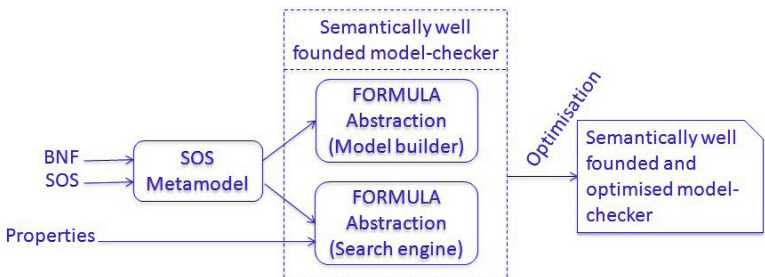 Semantically well
founded model-checker
FORMULA
Abstraction
(Model builder)
BNF
SOS
SOS
Metamodel
FORMULA
Abstraction
(Search engine)
Properties
Optimisation
Semantically well
founded and
optimised model-
checker